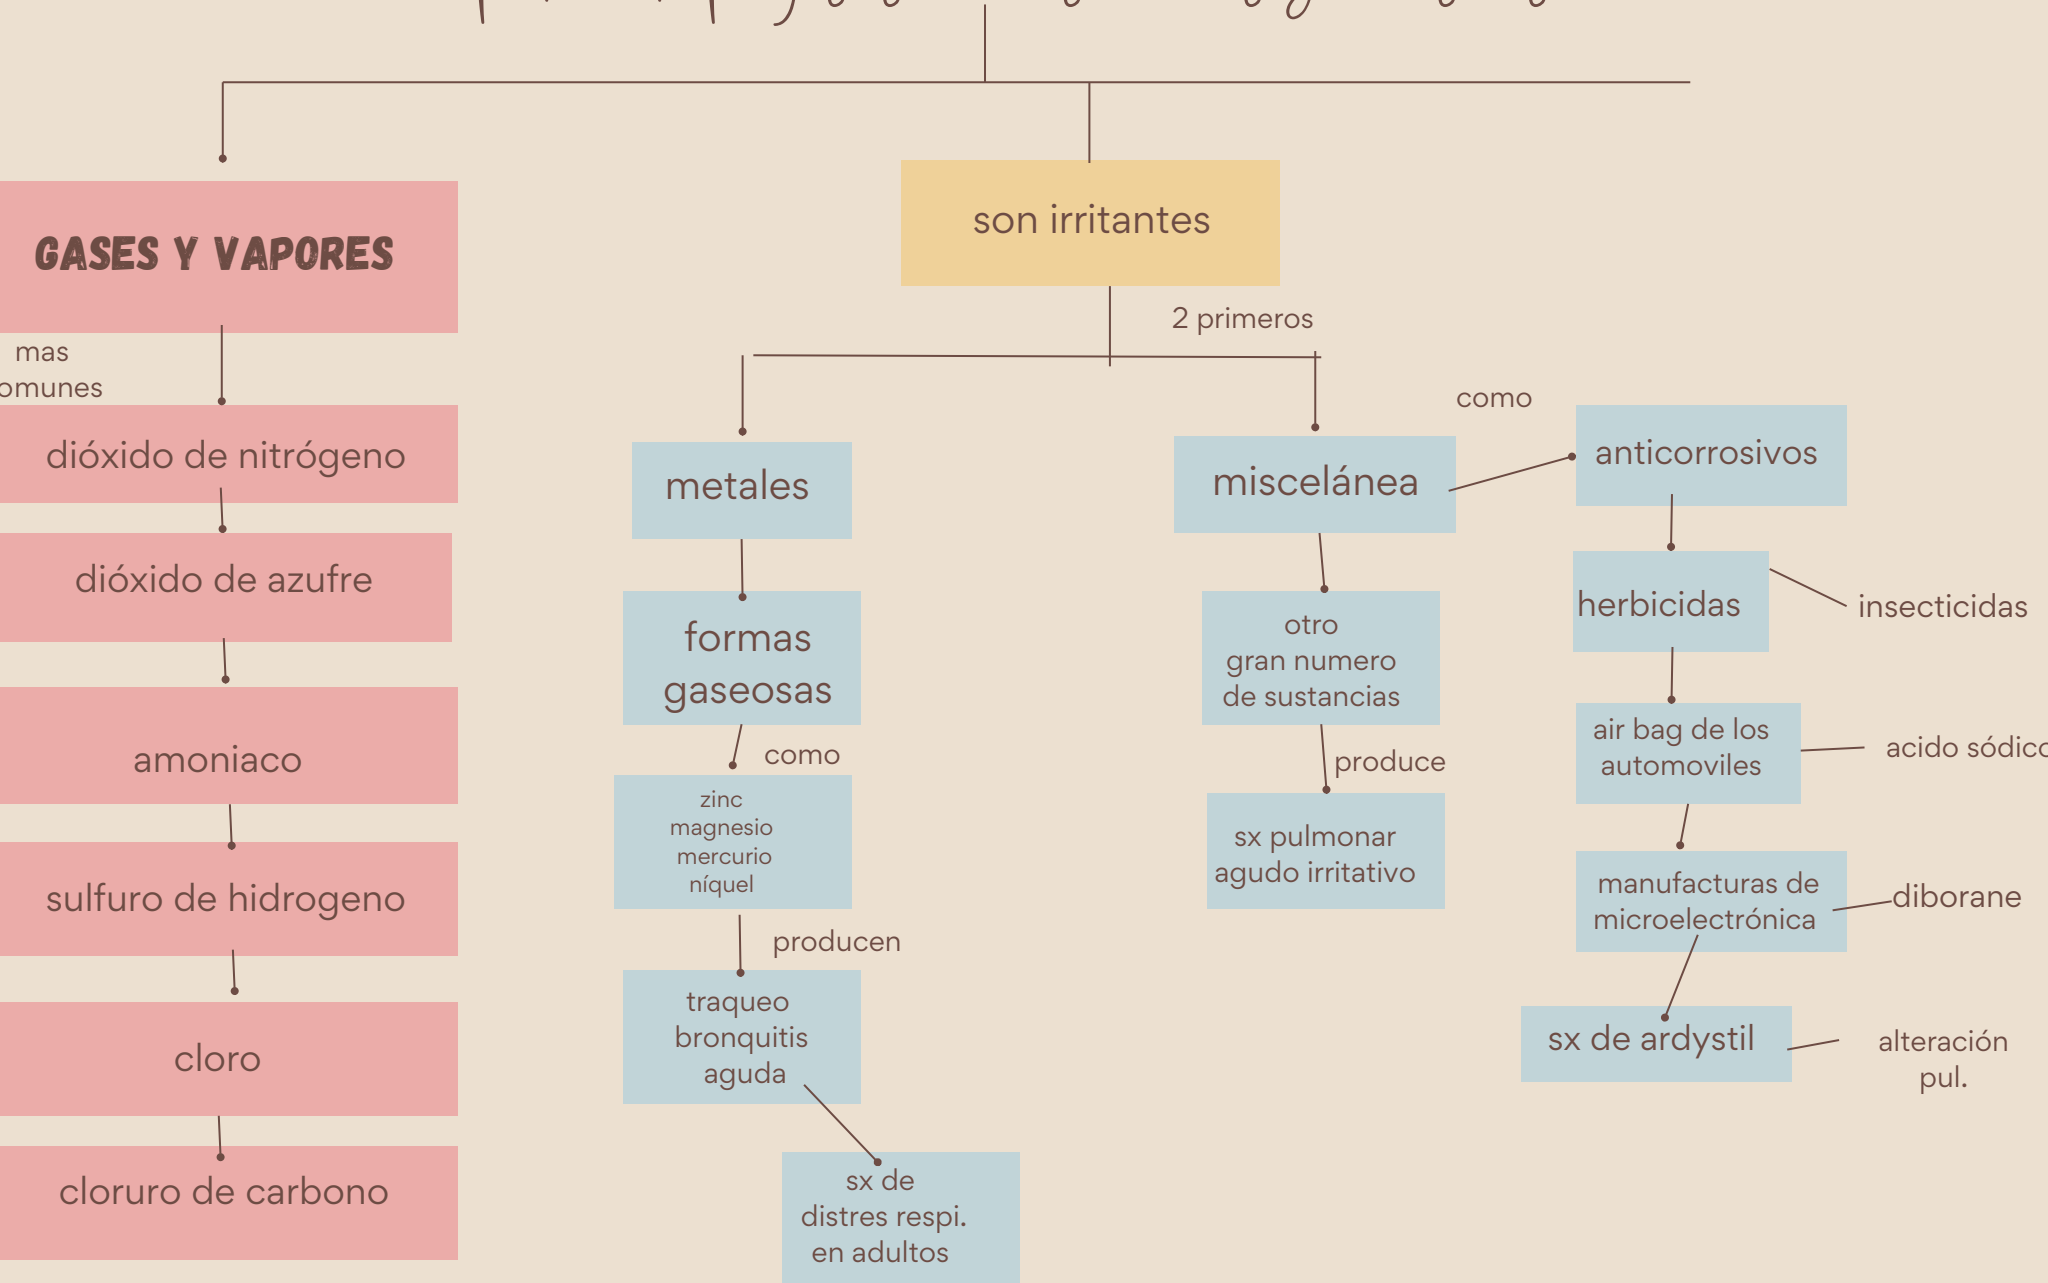 GASES Y VAPORES
mas
dióxido de nitrógeno
dióxido de azufre
amoniaco
sulfuro de hidrogeno
cloro
cloruro de carbono
son irritantes
2 primeros
metales
formas
gaseosas
como
zinc
magnesio
mercurio
níquel
producen
traqueo
bronquitis
aguda
sx de
distres respi.
en adultos
miscelánea
otro
gran numero
de sustancias
produce
sx pulmonar
agudo irritativo
como
anticorrosivos
herbicidas
insecticidas
air bag de los
automoviles
acido sódico
manufacturas de
microelectrónica
diborane
sx de ardystil
alteración
pul.